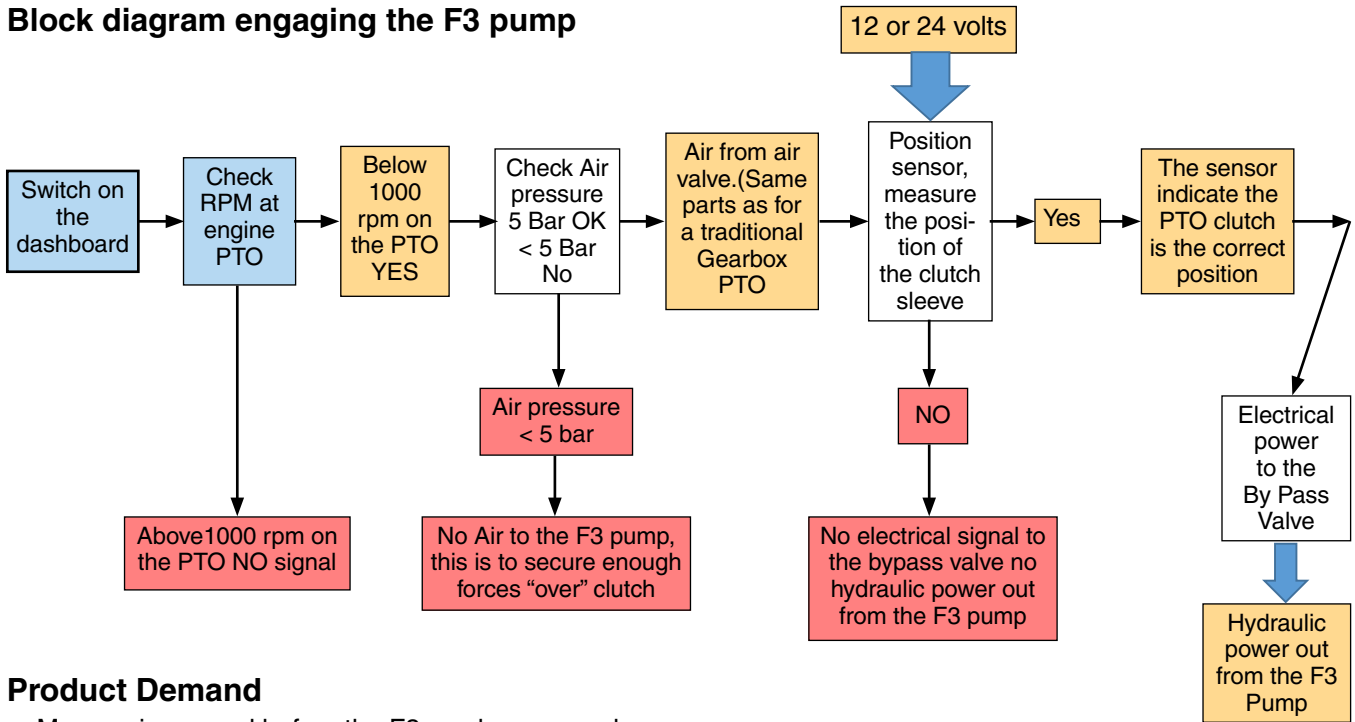 Block diagram engaging the F3 pump
12 or 24 volts
Switch on
the
dashboard
Check
RPM at
engine
PTO
Below
1000
rpm on
the PTO
YES
Check Air
pressure
5 Bar OK
< 5 Bar
No
Air from air
valve.(Same
parts as for
a traditional
Gearbox
PTO
Position
sensor,
measure
the posi-
tion of
the clutch
sleeve
Yes
The sensor
indicate the
PTO clutch
is the correct
position
Air pressure
< 5 bar
NO
Electrical
power
to the
By Pass
Valve
Above1000 rpm on
the PTO NO signal
No Air to the F3 pump,
this is to secure enough
forces “over” clutch
No electrical signal to
the bypass valve no
hydraulic power out
from the F3 pump
Hydraulic
power out
from the F3
Pump
Product Demand